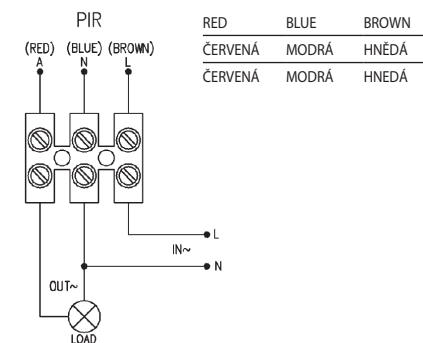 PIR
(RED) (BLUE) (BROWN)
A N L
RED BLUE BROWN
ČERVENÁ MODRÁ HNĚDÁ
ČERVENÁ MODRÁ HNEDÁ
L
IN~
N
OUT~
LOAD